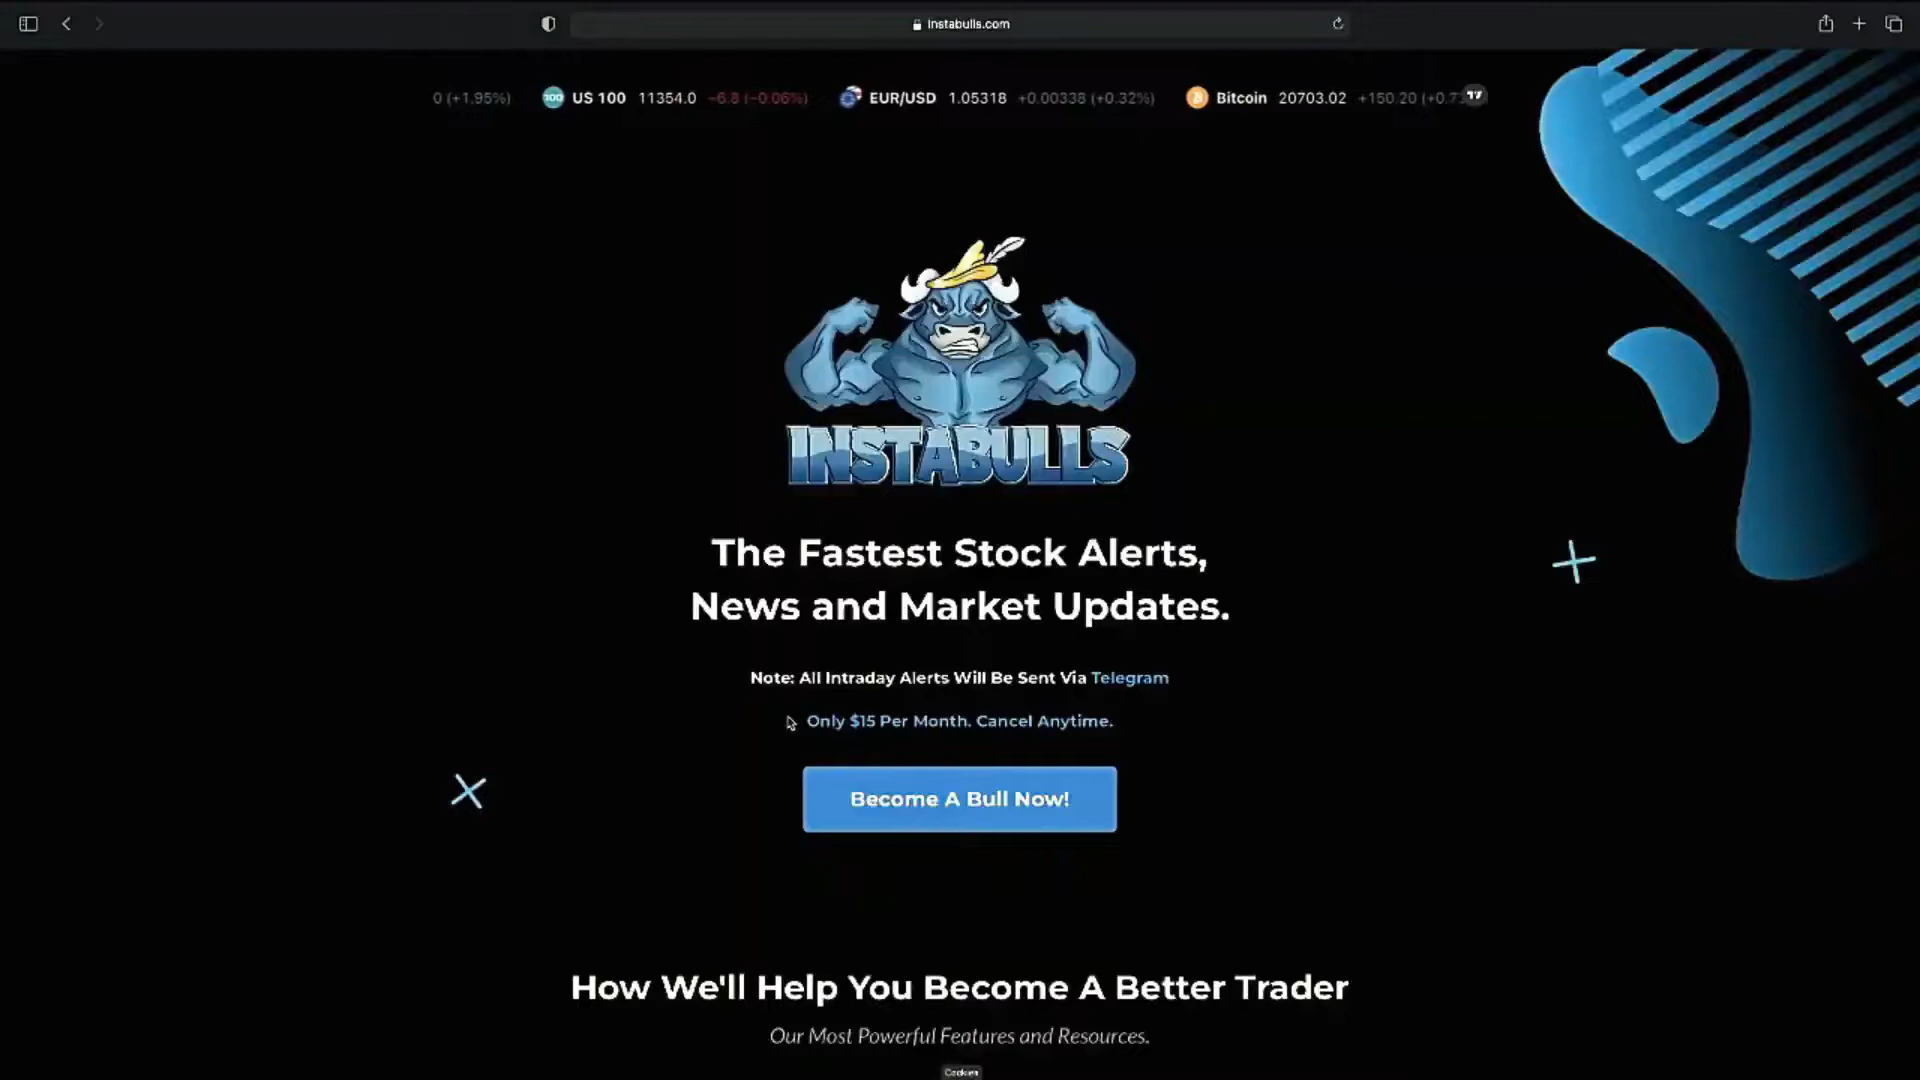 instabulls.com
0 (+1.95%) 100 US 100 11354.0 −6.8 (−0.06%) EUR/USD 1.05318 +0.00338 (+0.32%) Bitcoin 20703.02 +150.20
INSTABULLS
The Fastest Stock Alerts,
News and Market Updates.
Note: All Intraday Alerts Will Be Sent Via Telegram
Only $15 Per Month. Cancel Anytime.
Become A Bull Now!
How We'll Help You Become A Better Trader
Our Most Powerful Features and Resources.
Cookies